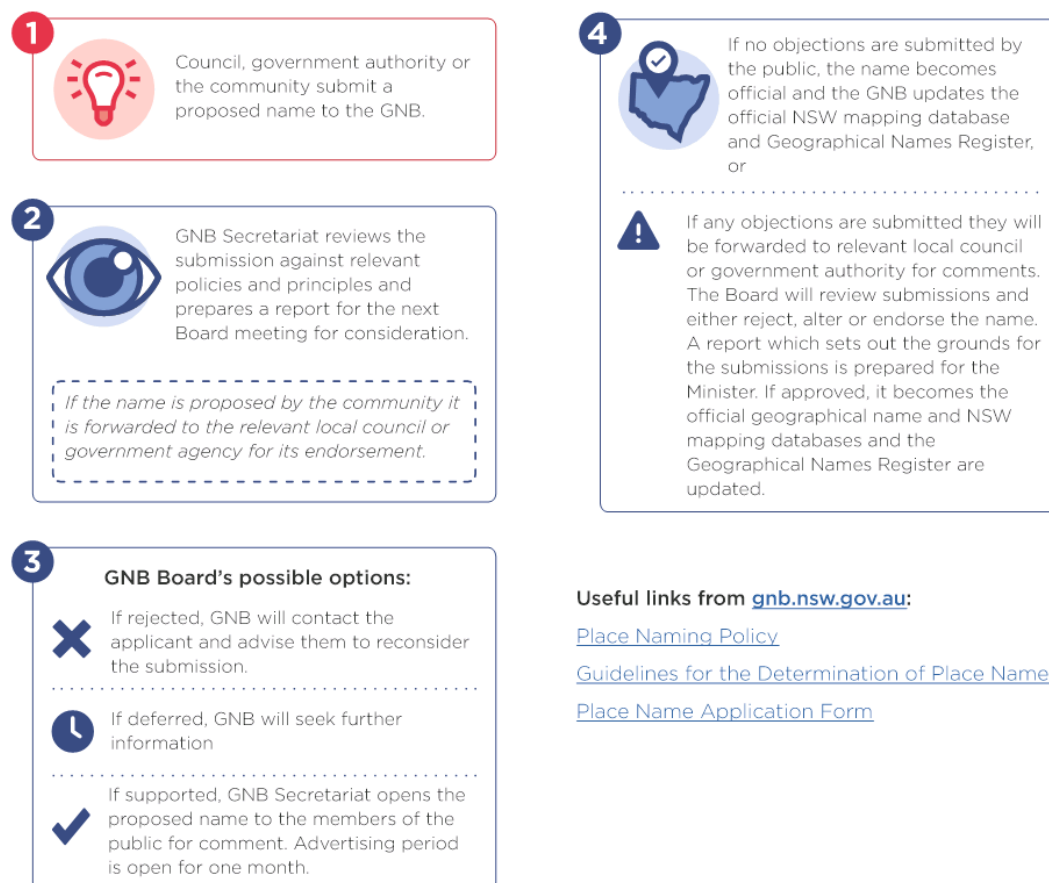 1
Council, government authority or
the community submit a
proposed name to the GNB.
2
GNB Secretariat reviews the
submission against relevant
policies and principles and
prepares a report for the next
Board meeting for consideration.
If the name is proposed by the community it
is forwarded to the relevant local council or
government agency for its endorsement.
3
GNB Board's possible options:
If rejected, GNB will contact the
applicant and advise them to reconsider
the submission.
If deferred, GNB will seek further
information
If supported, GNB Secretariat opens the
proposed name to the members of the
public for comment. Advertising period
is open for one month.
4
If no objections are submitted by
the public, the name becomes
official and the GNB updates the
official NSW mapping database
and Geographical Names Register,
or
If any objections are submitted they will
be forwarded to relevant local council
or government authority for comments.
The Board will review submissions and
either reject, alter or endorse the name.
A report which sets out the grounds for
the submissions is prepared for the
Minister. If approved, it becomes the
official geographical name and NSW
mapping databases and the
Geographical Names Register are
updated.
Useful links from gnb.nsw.gov.au:
Place Naming Policy
Guidelines for the Determination of Place Name
Place Name Application Form